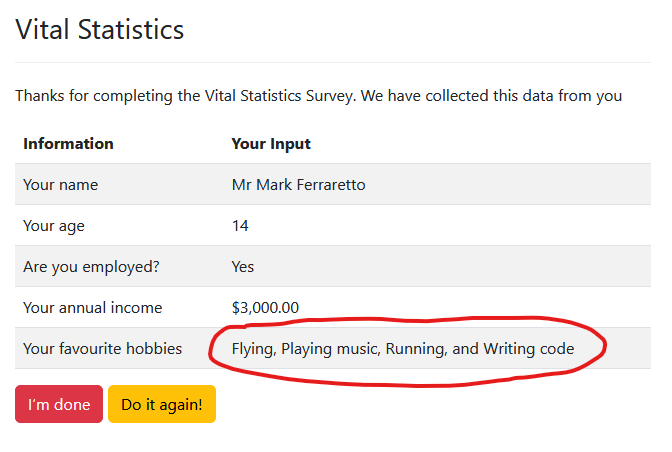 Vital Statistics
Thanks for completing the Vital Statistics Survey. We have collected this data from you
Information Your Input
Your name Mr Mark Ferraretto
Your age 14
Are you employed? Yes
Your annual income $3,000.00
Your favourite hobbies Flying, Playing music, Running, and Writing code
I'm done Do it again!